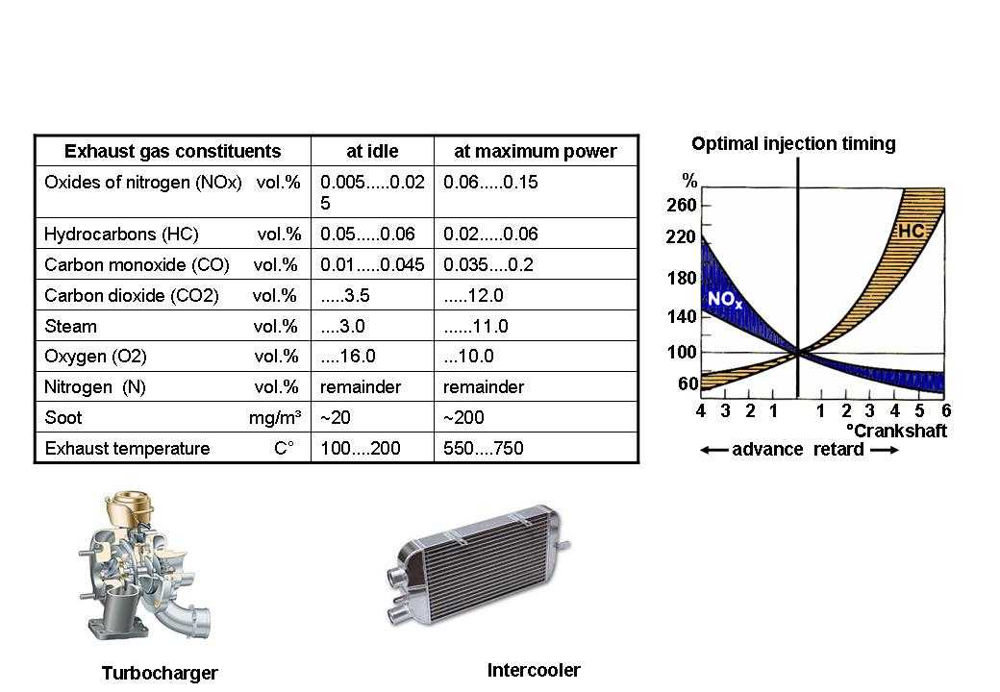 Exhaust gas constituents at idle at maximum power
Oxides of nitrogen (NOx) vol.% 0.005.....0.02 0.06.....0.15
5
Hydrocarbons (HC) vol.% 0.05.....0.06 0.02.....0.06
Carbon monoxide (CO) vol.% 0.01.....0.045 0.035....0.2
Carbon dioxide (CO2) vol.% .....3.5 .....12.0
Steam vol.% ....3.0 ......11.0
Oxygen (O2) vol.% ....16.0 ...10.0
Nitrogen (N) vol.% remainder remainder
Soot mg/m³ ~20 ~200
Exhaust temperature C° 100....200 550....750
Optimal injection timing
%
260
220
180
140
100
60
HC
NOx
4 3 2 1 1 2 3 4 5 6
°Crankshaft
advance retard
Turbocharger
Intercooler